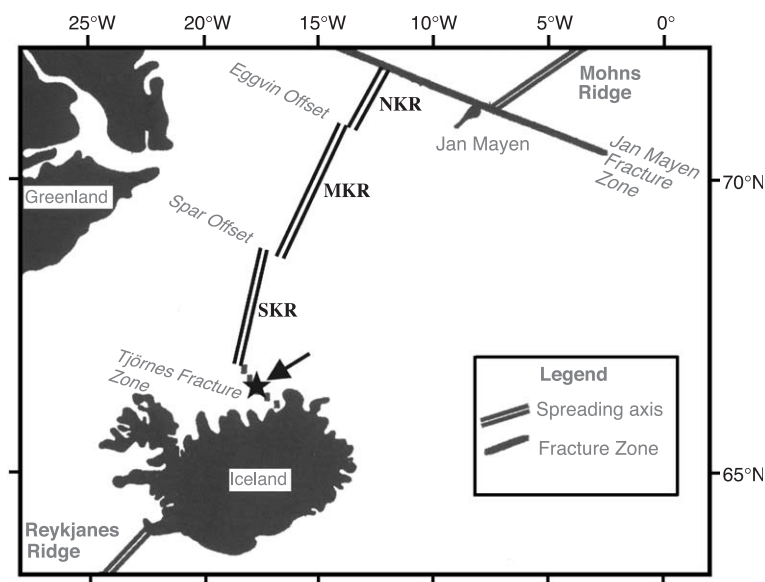 25°W 20°W 15°W 10°W 5°W 0°
Eggvin Offset
NKR
Mohns
Ridge
Jan Mayen
Jan Mayen
Fracture
Zone
70°N
Greenland
MKR
Spar Offset
SKR
Tjörnes Fracture
Zone
Legend
Spreading axis
Fracture Zone
Iceland
65°N
Reykjanes
Ridge